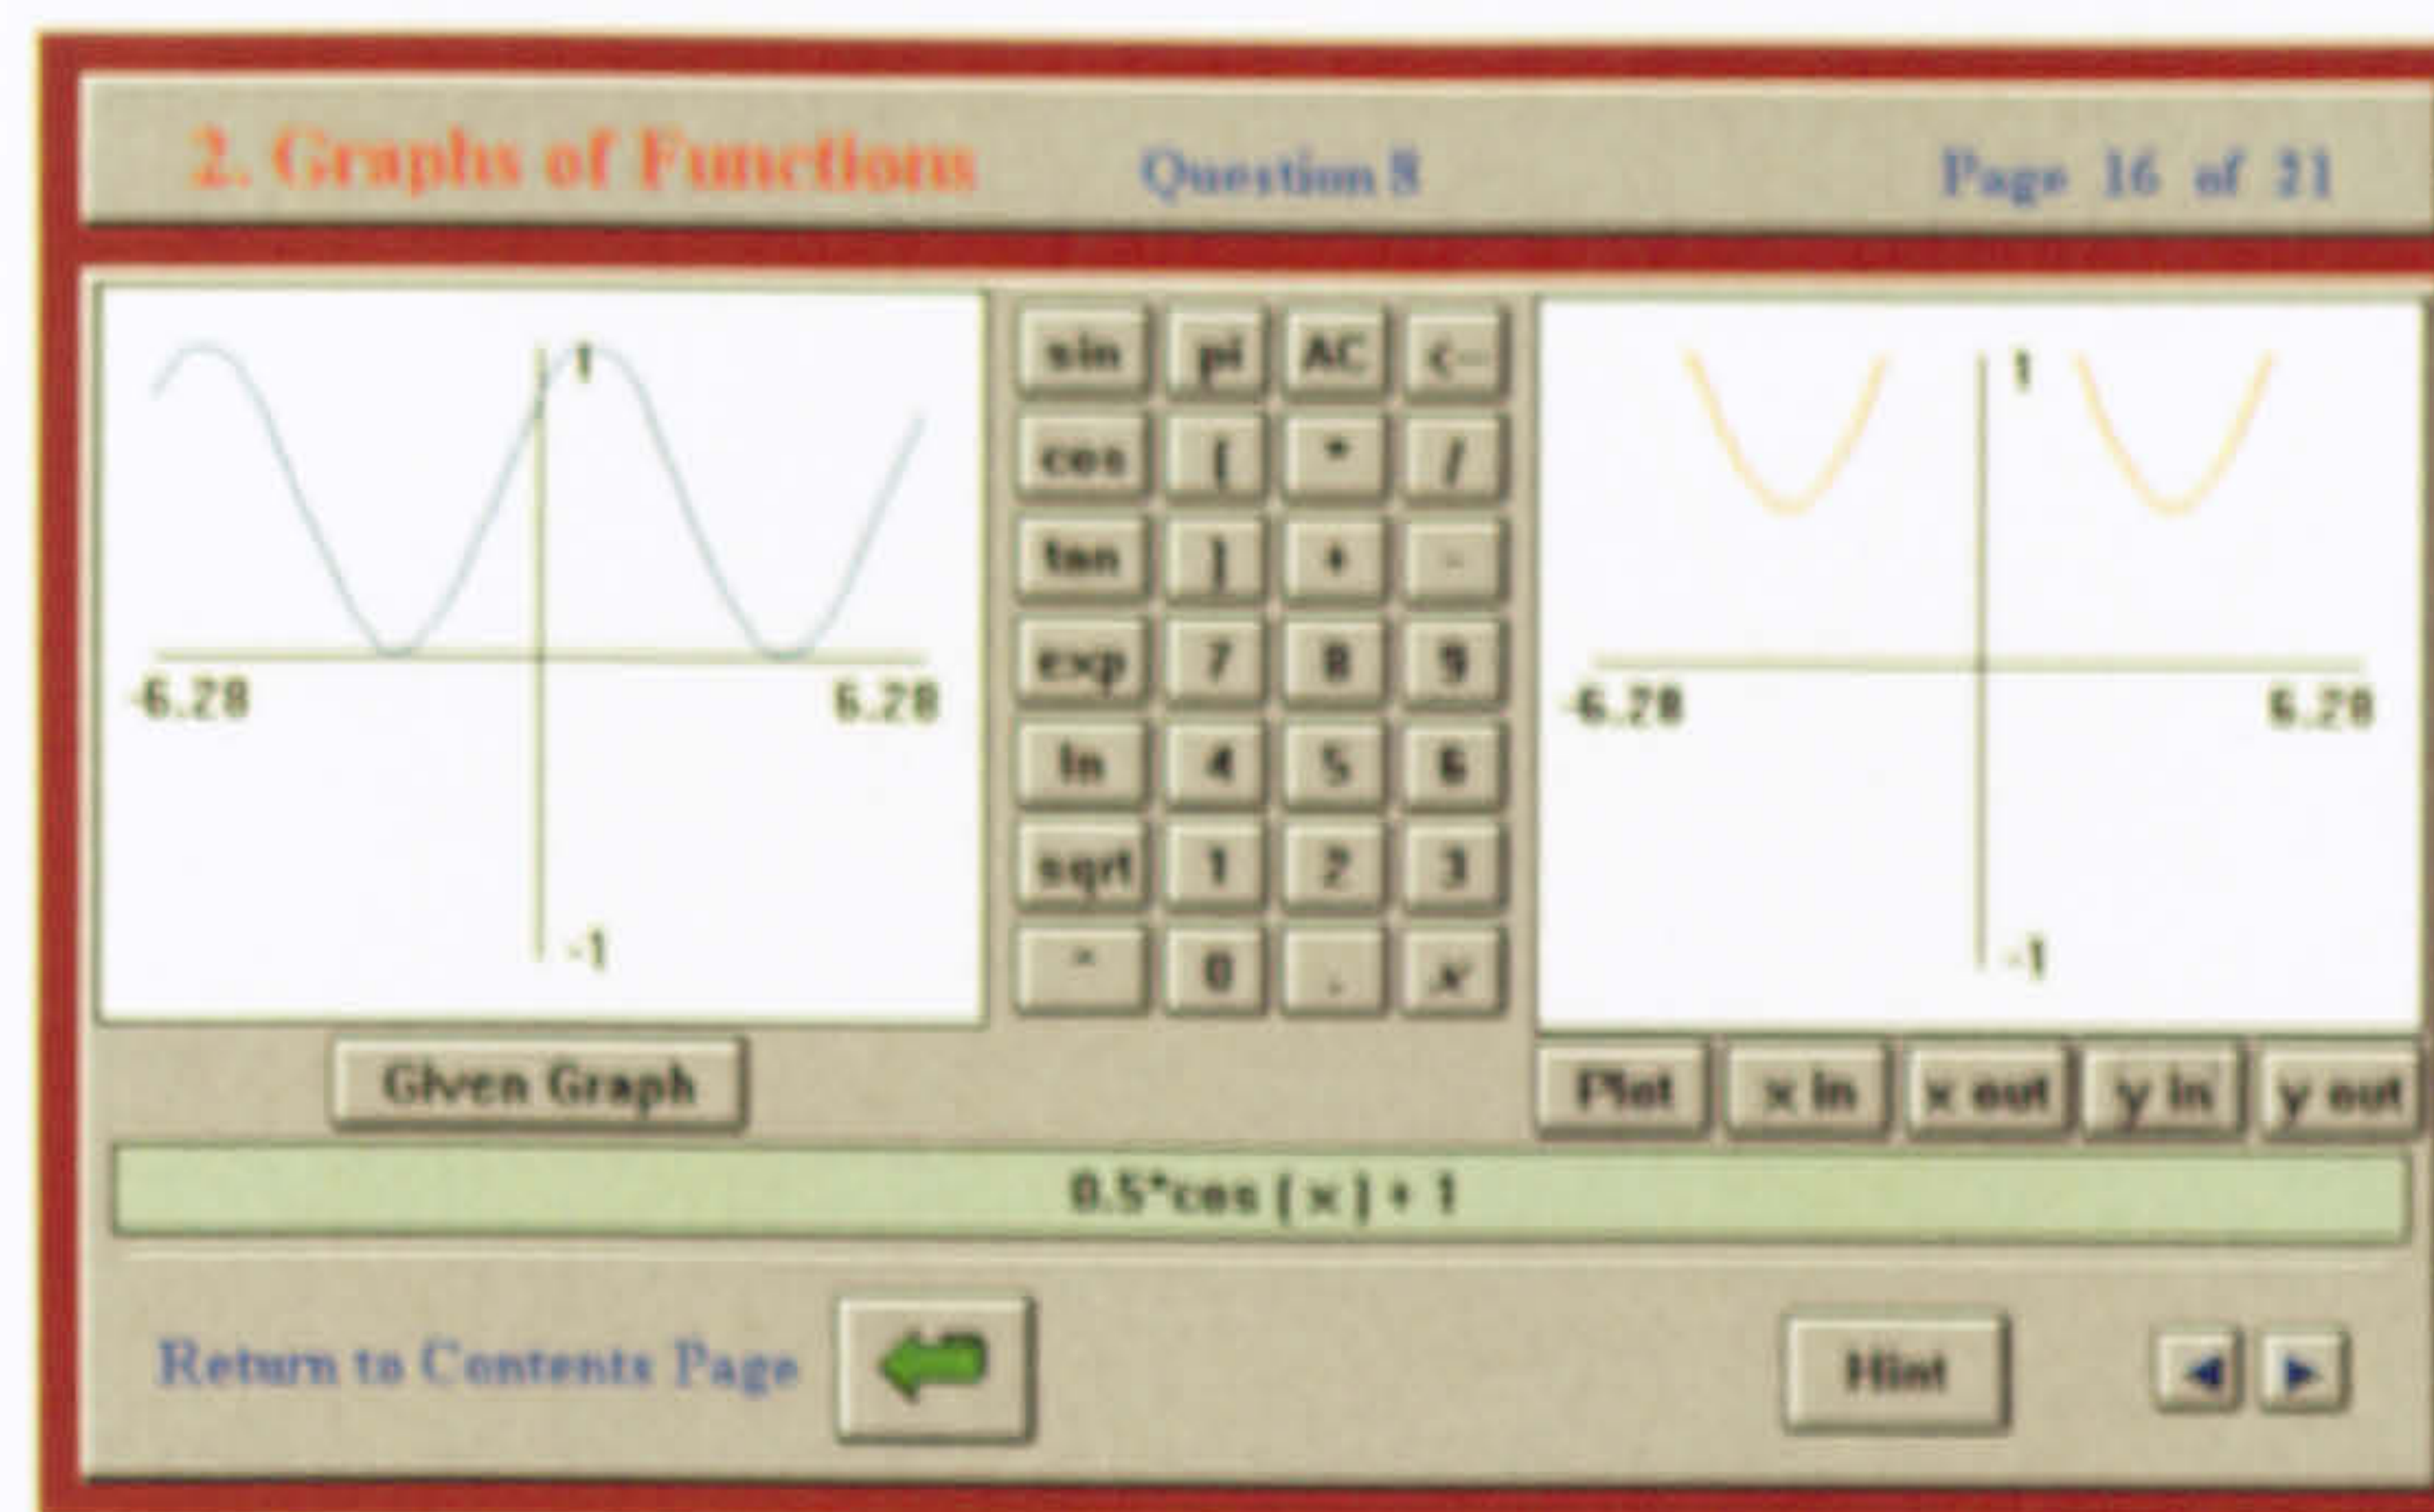 2. Graphs of Functions Question 8 Page 16 of 21
1
-6.28 6.28
-1
sin pi AC <--
cos ( * /
tan ) + -
exp 7 8 9
ln 4 5 6
sqrt 1 2 3
^ 0 . x
1
-6.28 6.28
-1
Given Graph
Plot x in x out y in y out
0.5*cos ( x ) + 1
Return to Contents Page
Hint